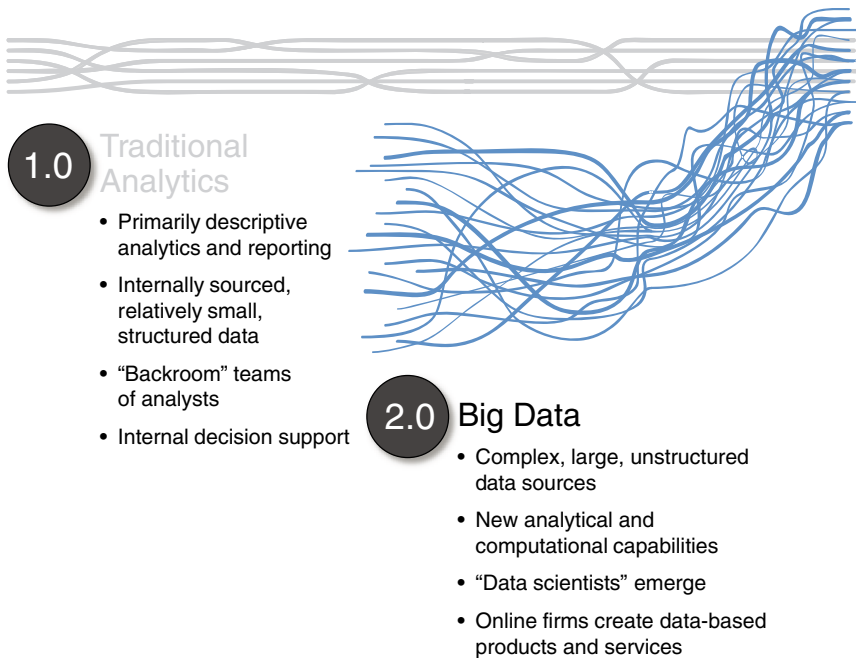 1.0
Traditional
Analytics
• Primarily descriptive
analytics and reporting
• Internally sourced,
relatively small,
structured data
• “Backroom” teams
of analysts
• Internal decision support
2.0
Big Data
• Complex, large, unstructured
data sources
• New analytical and
computational capabilities
• “Data scientists” emerge
• Online firms create data-based
products and services